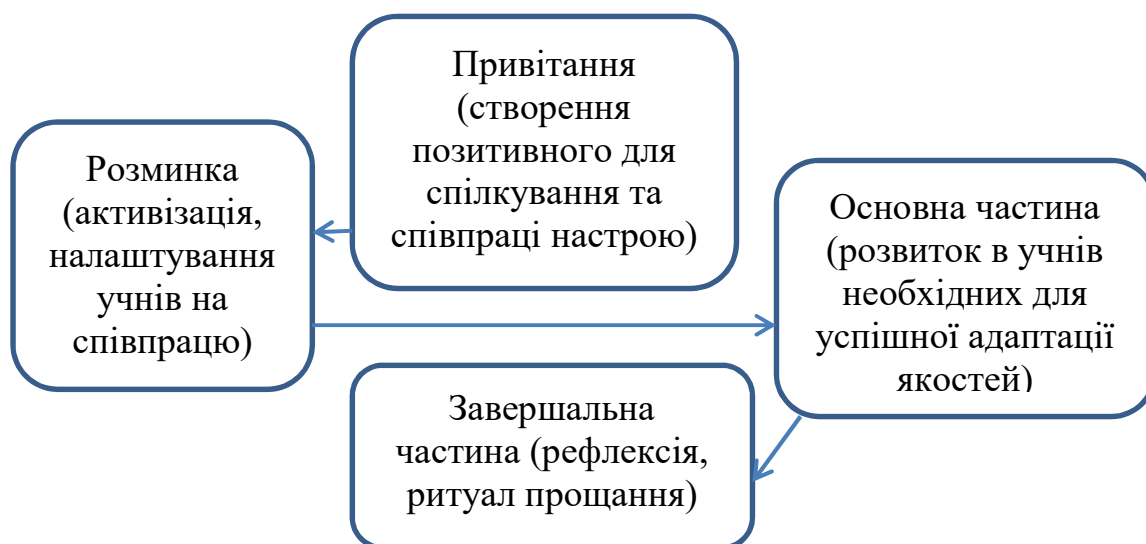 Привітання
(створення
позитивного для
спілкування та
співпраці настрою)
Розминка
(активізація,
налаштування
учнів на
співпрацю)
Основна частина
(розвиток в учнів
необхідних для
успішної адаптації
якостей)
Завершальна
частина (рефлексія,
ритуал прощання)